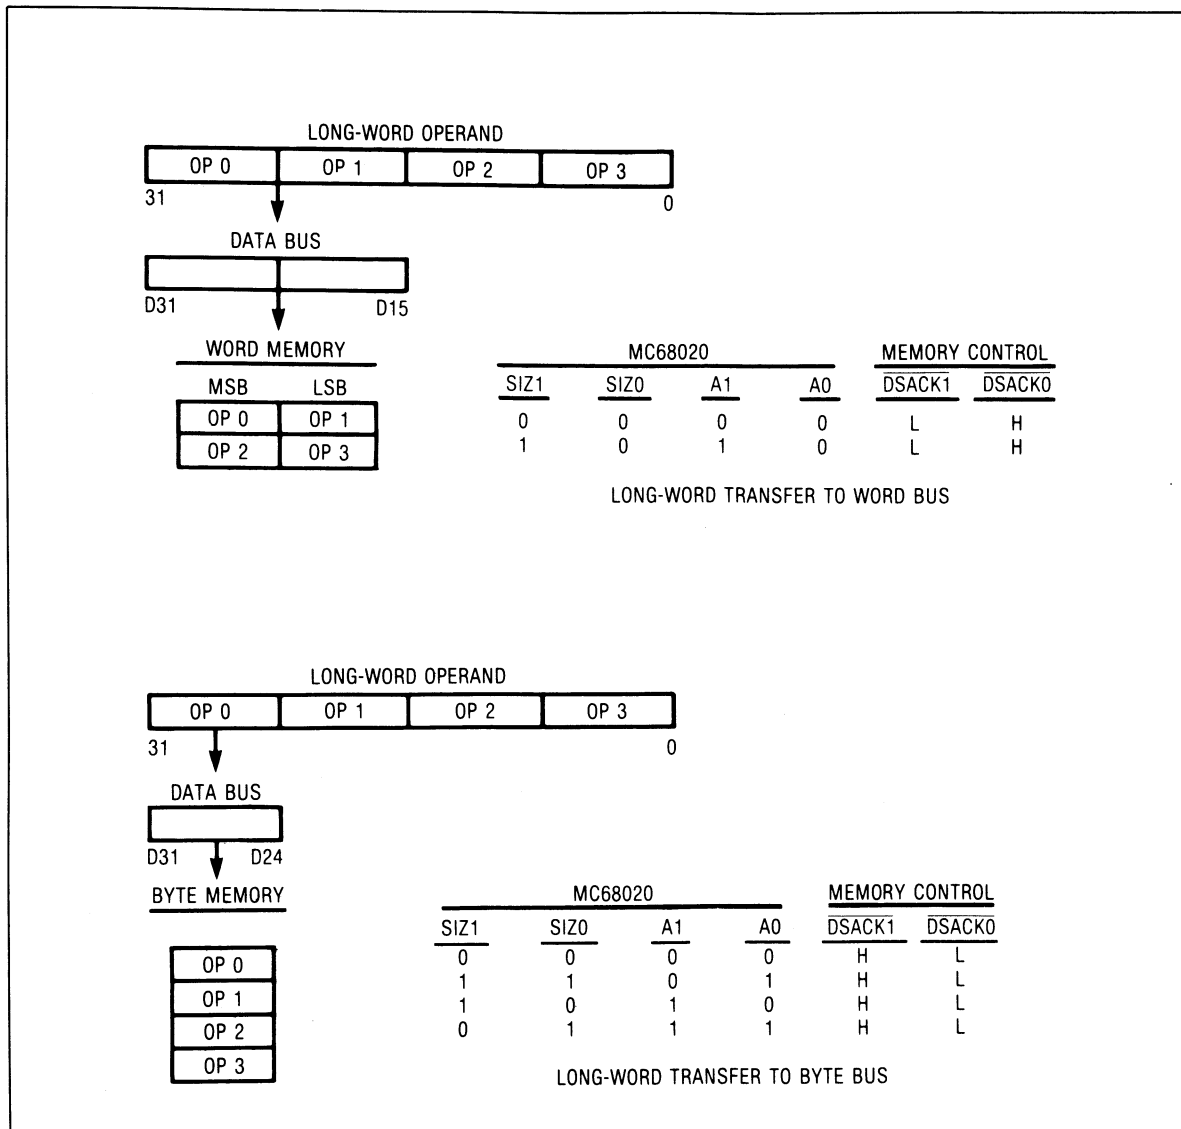 LONG-WORD OPERAND
OP 0 OP 1 OP 2 OP 3
31 0
DATA BUS
D31 D15
WORD MEMORY
MSB LSB
OP 0 OP 1
OP 2 OP 3
MC68020 MEMORY CONTROL
SIZ1 SIZ0 A1 A0 DSACK1 DSACK0
0 0 0 0 L H
1 0 1 0 L H
LONG-WORD TRANSFER TO WORD BUS
LONG-WORD OPERAND
OP 0 OP 1 OP 2 OP 3
31 0
DATA BUS
D31 D24
BYTE MEMORY
OP 0
OP 1
OP 2
OP 3
MC68020 MEMORY CONTROL
SIZ1 SIZ0 A1 A0 DSACK1 DSACK0
0 0 0 0 H L
1 1 0 1 H L
1 0 1 0 H L
0 1 1 1 H L
LONG-WORD TRANSFER TO BYTE BUS